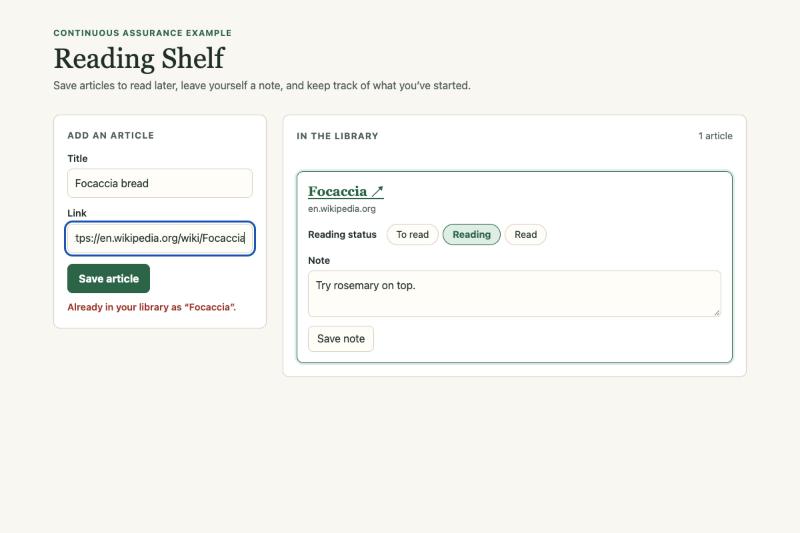 CONTINUOUS ASSURANCE EXAMPLE
Reading Shelf
Save articles to read later, leave yourself a note, and keep track of what you’ve started.
ADD AN ARTICLE
Title
Focaccia bread
Link
tps://en.wikipedia.org/wiki/Focaccia
Save article
Already in your library as “Focaccia”.
IN THE LIBRARY 1 article
Focaccia ↗
en.wikipedia.org
Reading status To read Reading Read
Note
Try rosemary on top.
Save note